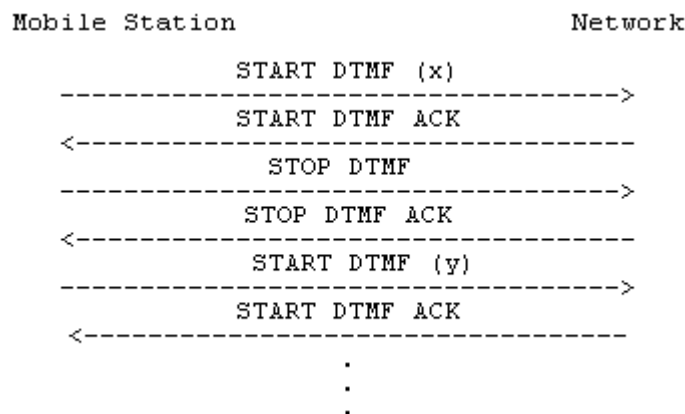 Mobile Station Network
START DTMF (x)
----------------------------------->
START DTMF ACK
<-----------------------------------
STOP DTMF
----------------------------------->
STOP DTMF ACK
<-----------------------------------
START DTMF (y)
----------------------------------->
START DTMF ACK
<----------------------------------
.
.
.